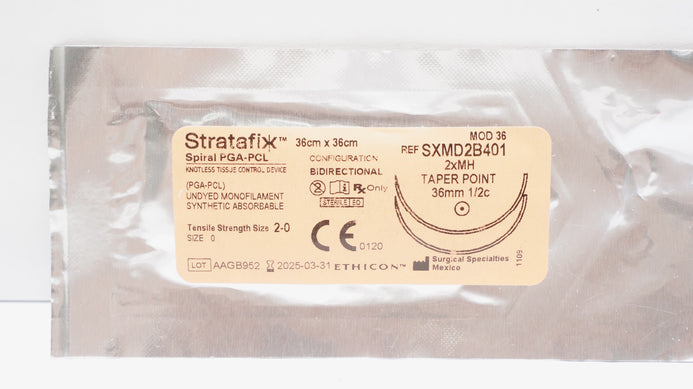 Stratafix™ 36cm x 36cm
Spiral PGA-PCL
KNOTLESS TISSUE CONTROL DEVICE
(PGA-PCL)
UNDYED MONOFILAMENT
SYNTHETIC ABSORBABLE
Tensile Strength Size 2-0
SIZE 0
CONFIGURATION
BIDIRECTIONAL
Rx Only
STERILE EO
CE 0120
MOD 36
REF SXMD2B401
2xMH
TAPER POINT
36mm 1/2c
LOT AAGB952 2025-03-31 ETHICON™
Surgical Specialties
Mexico
1109